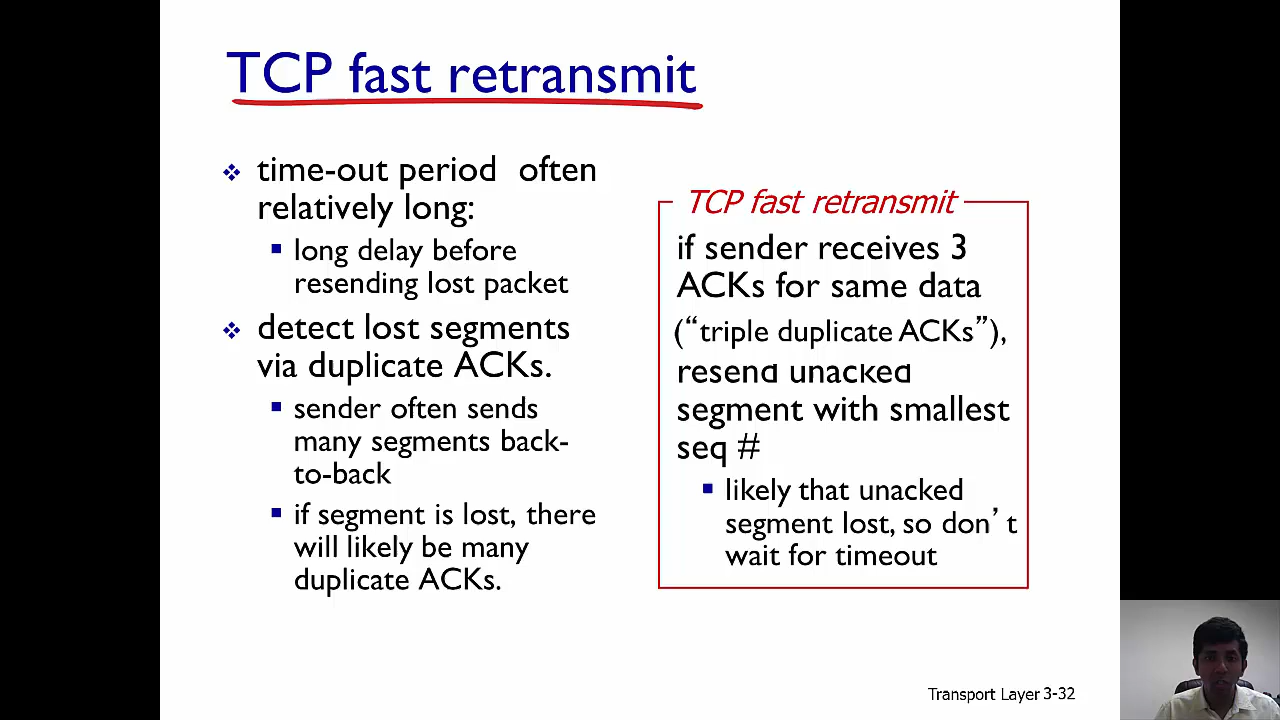 TCP fast retransmit
time-out period often
relatively long:
long delay before
resending lost packet
detect lost segments
via duplicate ACKs.
sender often sends
many segments back-
to-back
if segment is lost, there
will likely be many
duplicate ACKs.
TCP fast retransmit
if sender receives 3
ACKs for same data
(“triple duplicate ACKs”),
resend unacked
segment with smallest
seq #
likely that unacked
segment lost, so don’t
wait for timeout
Transport Layer 3-32